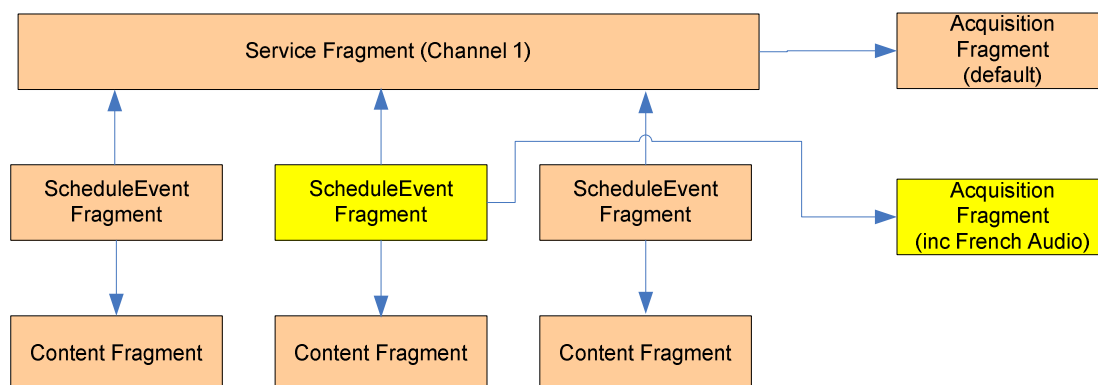 Service Fragment (Channel 1)
Acquisition
Fragment
(default)
ScheduleEvent
Fragment
ScheduleEvent
Fragment
ScheduleEvent
Fragment
Acquisition
Fragment
(inc French Audio)
Content Fragment
Content Fragment
Content Fragment